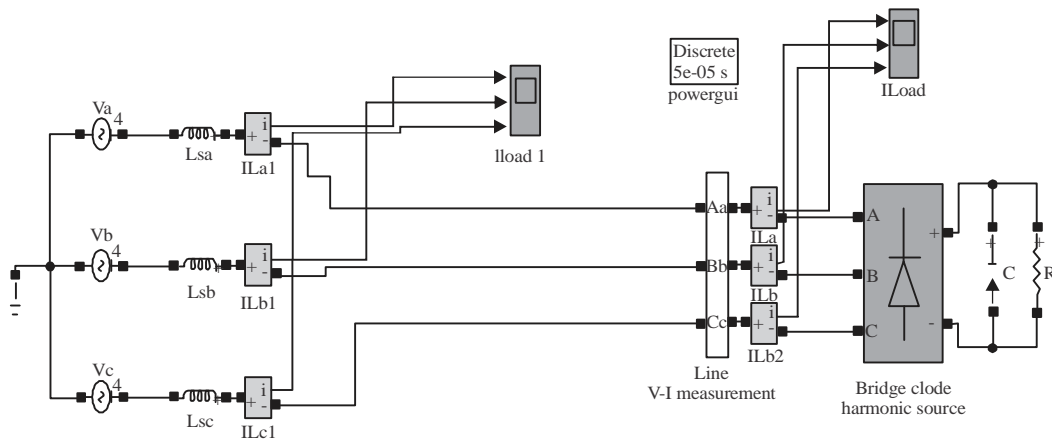 Discrete
5e-05 s
powergui
ILoad
lload 1
Va
4
Lsa
+ i -
ILa1
Vb
4
Lsb
+ i -
ILb1
Vc
4
Lsc
+ i -
ILc1
Aa
Bb
Cc
Line
V-I measurement
+ i -
ILa
+ i -
ILb
+ i -
ILb2
A
B
C
+
-
Bridge clode
harmonic source
+
C
+
R